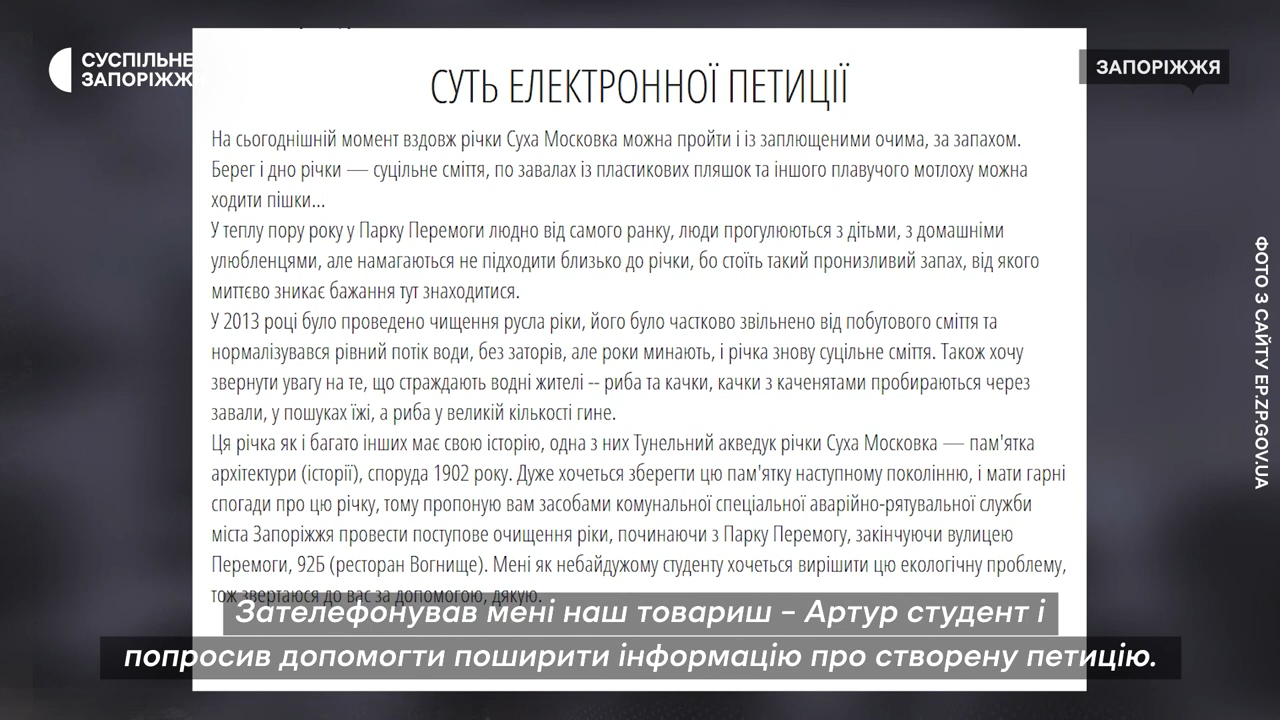 СУСПІЛЬНЕ
ЗАПОРІЖЖЯ
ЗАПОРІЖЖЯ
СУТЬ ЕЛЕКТРОННОЇ ПЕТИЦІЇ
На сьогоднішній момент вздовж річки Суха Московка можна пройти і із заплющеними очима, за запахом.
Берег і дно річки — суцільне сміття, по завалах із пластикових пляшок та іншого плавучого мотлоху можна
ходити пішки...
У теплу пору року у Парку Перемоги людно від самого ранку, люди прогулюються з дітьми, з домашніми
улюбленцями, але намагаються не підходити близько до річки, бо стоїть такий пронизливий запах, від якого
миттєво зникає бажання тут знаходитися.
У 2013 році було проведено чищення русла ріки, його було частково звільнено від побутового сміття та
нормалізувався рівний потік води, без заторів, але роки минають, і річка знову суцільне сміття. Також хочу
звернути увагу на те, що страждають водні жителі -- риба та качки, качки з каченятами пробираються через
завали, у пошуках їжі, а риба у великій кількості гине.
Ця річка як і багато інших має свою історію, одна з них Тунельний акведук річки Суха Московка — пам'ятка
архітектури (історії), споруда 1902 року. Дуже хочеться зберегти цю пам'ятку наступному поколінню, і мати гарні
спогади про цю річку, тому пропоную вам засобами комунальної спеціальної аварійно-рятувальної служби
міста Запоріжжя провести поступове очищення ріки, починаючи з Парку Перемогу, закінчуючи вулицею
Перемоги, 92Б (ресторан Вогнище). Мені як небайдужому студенту хочеться вирішити цю екологічну проблему,
тож звертаюся до вас за допомогою, дякую.
Зателефонував мені наш товариш – Артур студент і
попросив допомогти поширити інформацію про створену петицію.
ФОТО З САЙТУ EP.ZP.GOV.UA